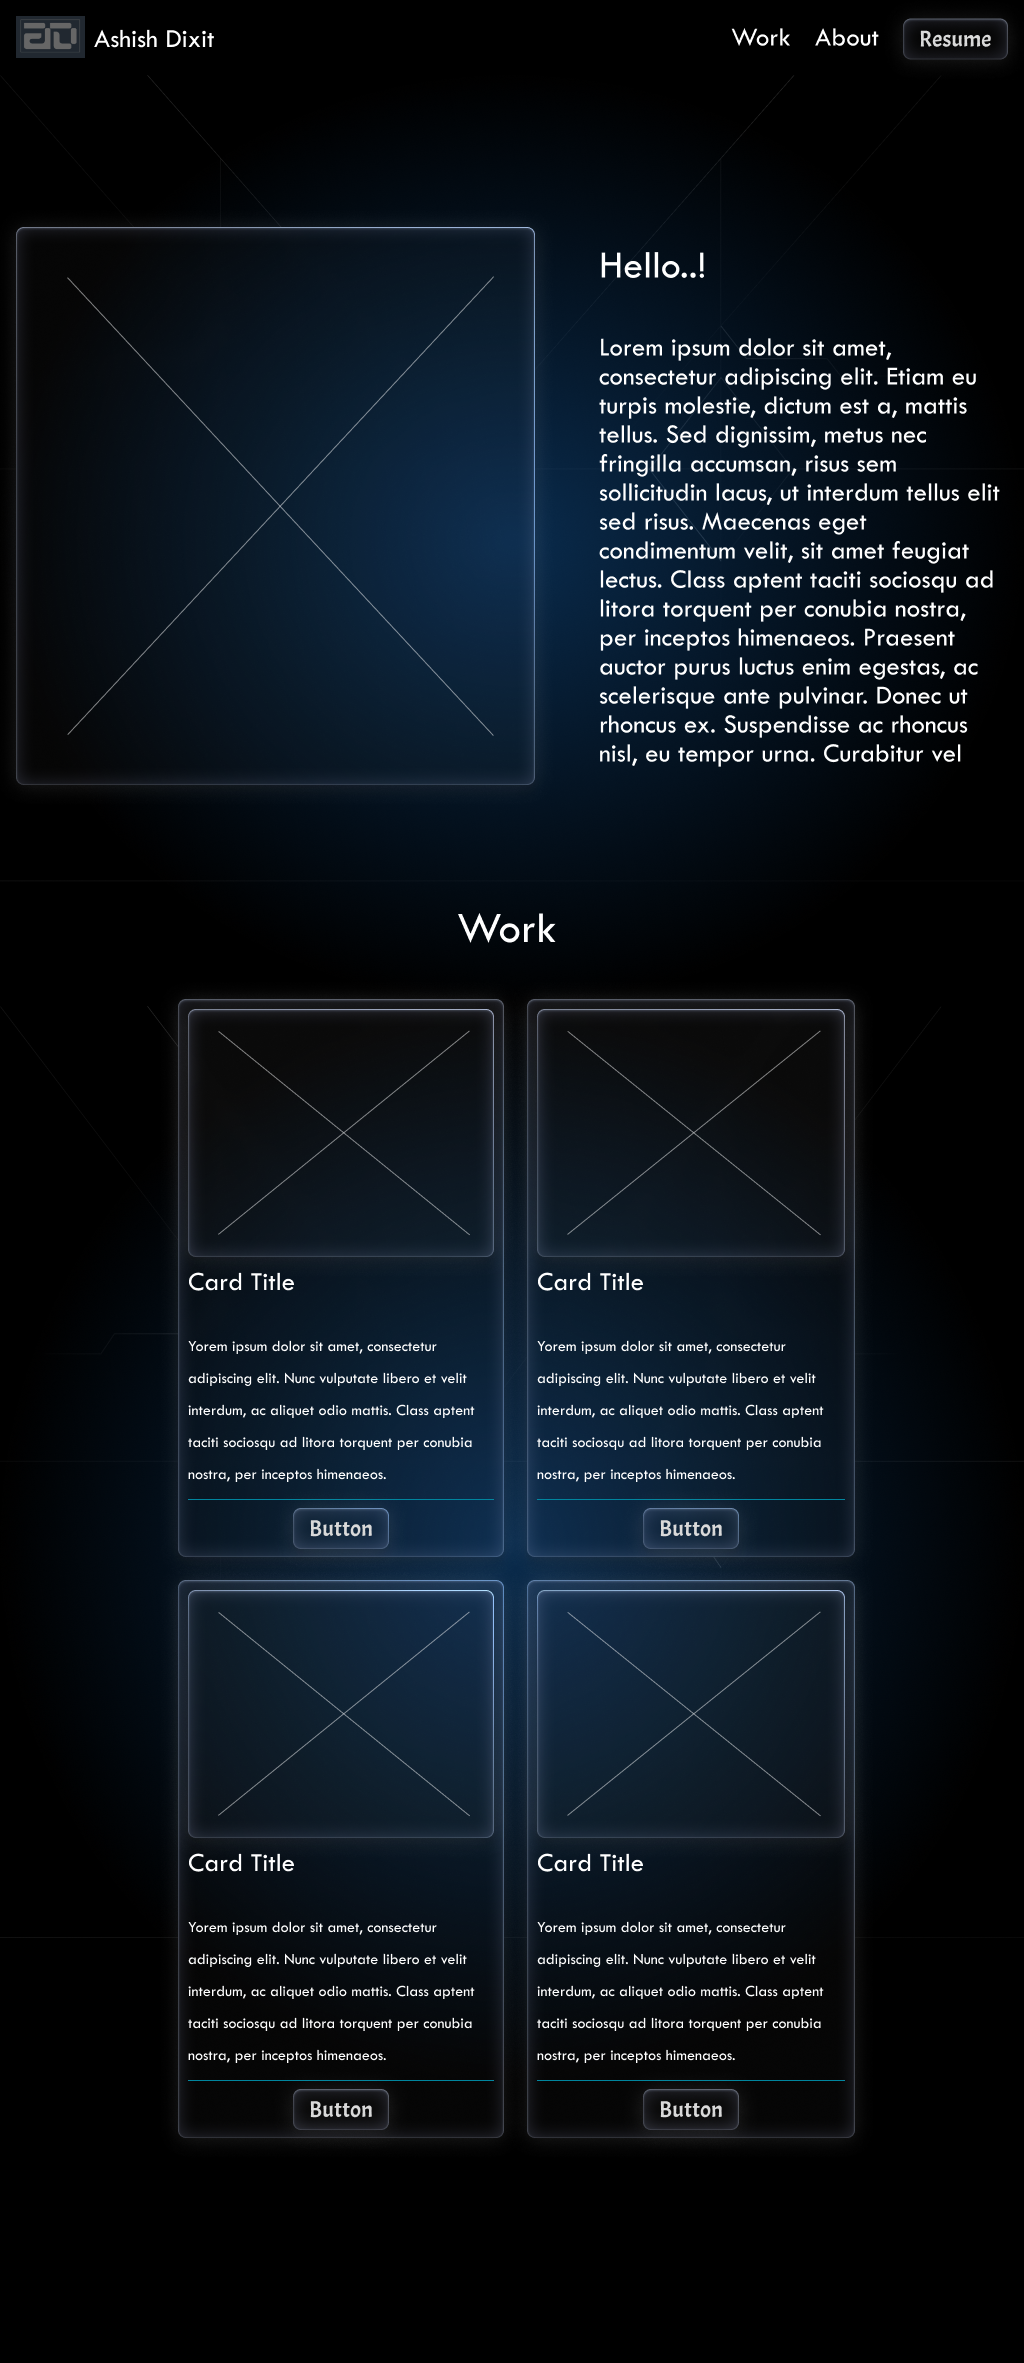 aD
Ashish Dixit
Work
About
Resume
Hello..!
Lorem ipsum dolor sit amet,
consectetur adipiscing elit. Etiam eu
turpis molestie, dictum est a, mattis
tellus. Sed dignissim, metus nec
fringilla accumsan, risus sem
sollicitudin lacus, ut interdum tellus elit
sed risus. Maecenas eget
condimentum velit, sit amet feugiat
lectus. Class aptent taciti sociosqu ad
litora torquent per conubia nostra,
per inceptos himenaeos. Praesent
auctor purus luctus enim egestas, ac
scelerisque ante pulvinar. Donec ut
rhoncus ex. Suspendisse ac rhoncus
nisl, eu tempor urna. Curabitur vel
Work
Card Title
Yorem ipsum dolor sit amet, consectetur
adipiscing elit. Nunc vulputate libero et velit
interdum, ac aliquet odio mattis. Class aptent
taciti sociosqu ad litora torquent per conubia
nostra, per inceptos himenaeos.
Button
Card Title
Yorem ipsum dolor sit amet, consectetur
adipiscing elit. Nunc vulputate libero et velit
interdum, ac aliquet odio mattis. Class aptent
taciti sociosqu ad litora torquent per conubia
nostra, per inceptos himenaeos.
Button
Card Title
Yorem ipsum dolor sit amet, consectetur
adipiscing elit. Nunc vulputate libero et velit
interdum, ac aliquet odio mattis. Class aptent
taciti sociosqu ad litora torquent per conubia
nostra, per inceptos himenaeos.
Button
Card Title
Yorem ipsum dolor sit amet, consectetur
adipiscing elit. Nunc vulputate libero et velit
interdum, ac aliquet odio mattis. Class aptent
taciti sociosqu ad litora torquent per conubia
nostra, per inceptos himenaeos.
Button